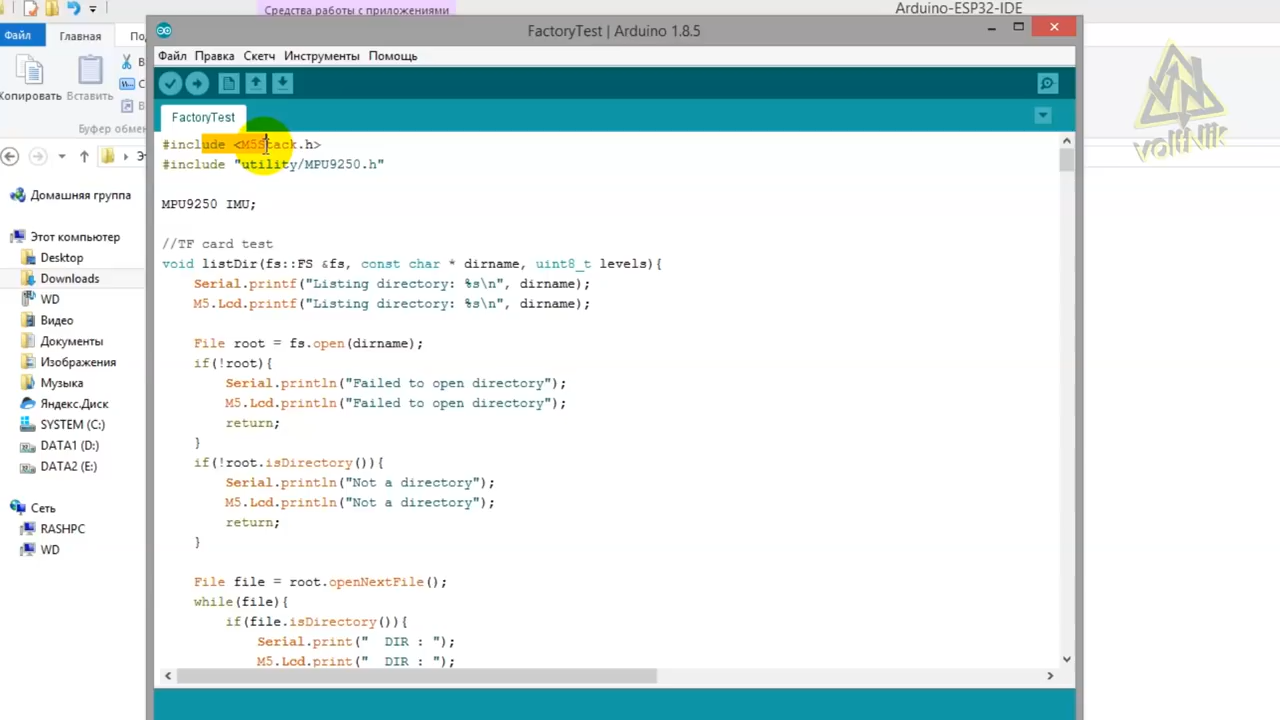 Средства работы с приложениями
Arduino-ESP32-IDE
Файл
Главная
Копировать
Вставить
Буфер обмен
Домашняя группа
Этот компьютер
Desktop
Downloads
WD
Видео
Документы
Изображения
Музыка
Яндекс.Диск
SYSTEM (C:)
DATA1 (D:)
DATA2 (E:)
Сеть
RASHPC
WD
FactoryTest | Arduino 1.8.5
Файл Правка Скетч Инструменты Помощь
FactoryTest
#include <M5Stack.h>
#include "utility/MPU9250.h"
MPU9250 IMU;
//TF card test
void listDir(fs::FS &fs, const char * dirname, uint8_t levels){
Serial.printf("Listing directory: %s\n", dirname);
M5.Lcd.printf("Listing directory: %s\n", dirname);
File root = fs.open(dirname);
if(!root){
Serial.println("Failed to open directory");
M5.Lcd.println("Failed to open directory");
return;
}
if(!root.isDirectory()){
Serial.println("Not a directory");
M5.Lcd.println("Not a directory");
return;
}
File file = root.openNextFile();
while(file){
if(file.isDirectory()){
Serial.print("  DIR : ");
M5.Lcd.print("  DIR : ");
voltNik